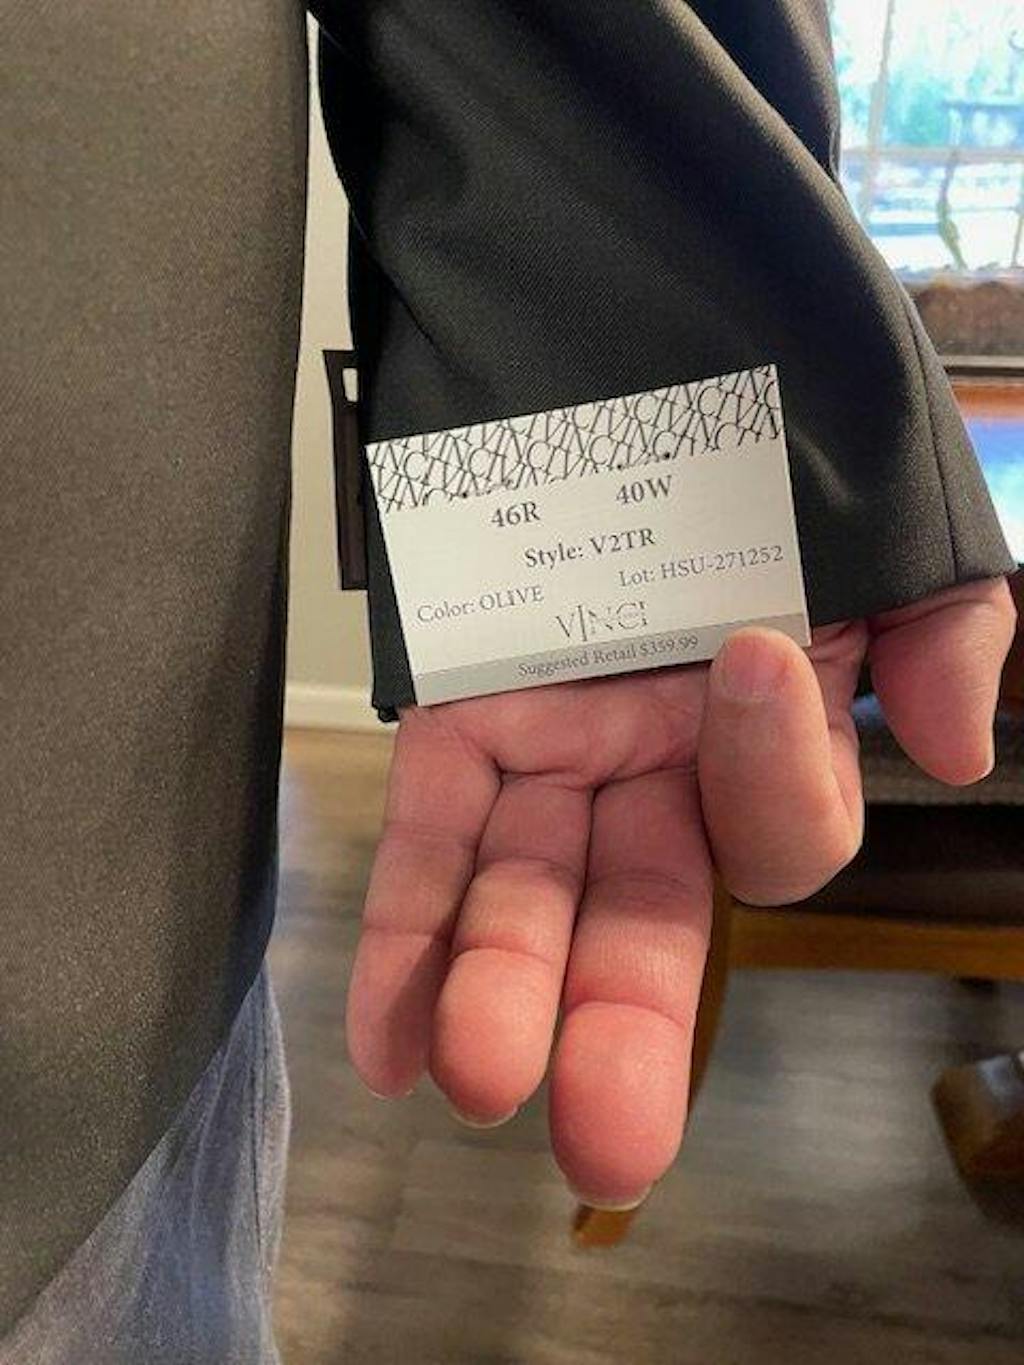 46R 40W
Style: V2TR
Color: OLIVE Lot: HSU-271252
VINCI
Suggested Retail $359.99